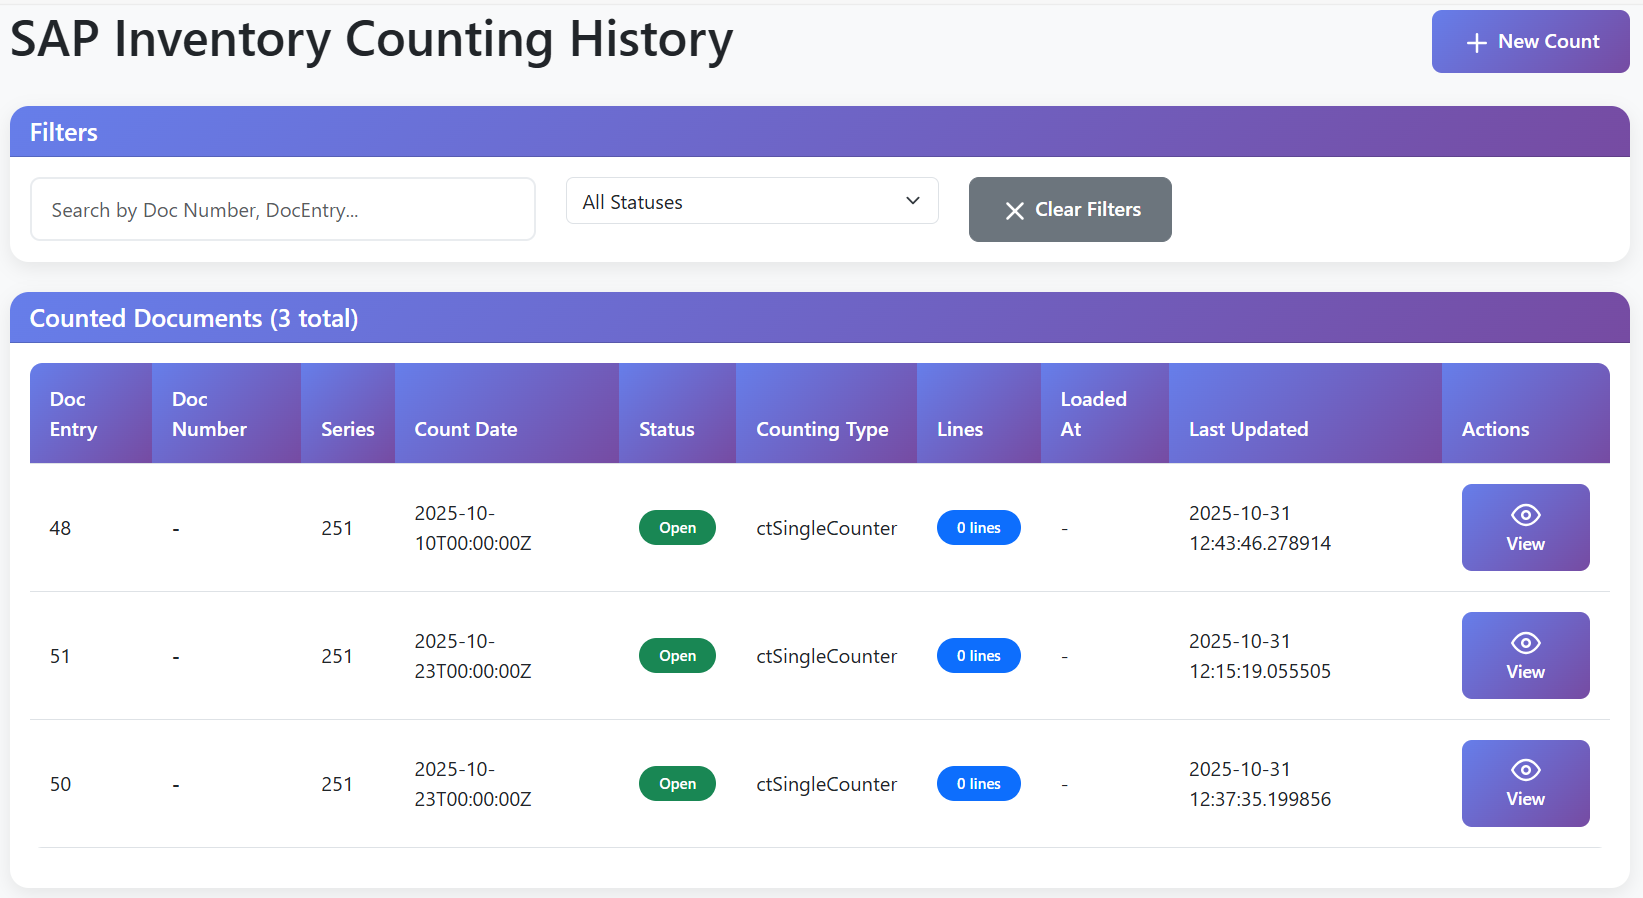 SAP Inventory Counting History
New Count
Filters
Search by Doc Number, DocEntry...
All Statuses
Clear Filters
Counted Documents (3 total)
Doc Entry
Doc Number
Series
Count Date
Status
Counting Type
Lines
Loaded At
Last Updated
Actions
48
-
251
2025-10-
10T00:00:00Z
Open
ctSingleCounter
0 lines
-
2025-10-31
12:43:46.278914
View
51
-
251
2025-10-
23T00:00:00Z
Open
ctSingleCounter
0 lines
-
2025-10-31
12:15:19.055505
View
50
-
251
2025-10-
23T00:00:00Z
Open
ctSingleCounter
0 lines
-
2025-10-31
12:37:35.199856
View